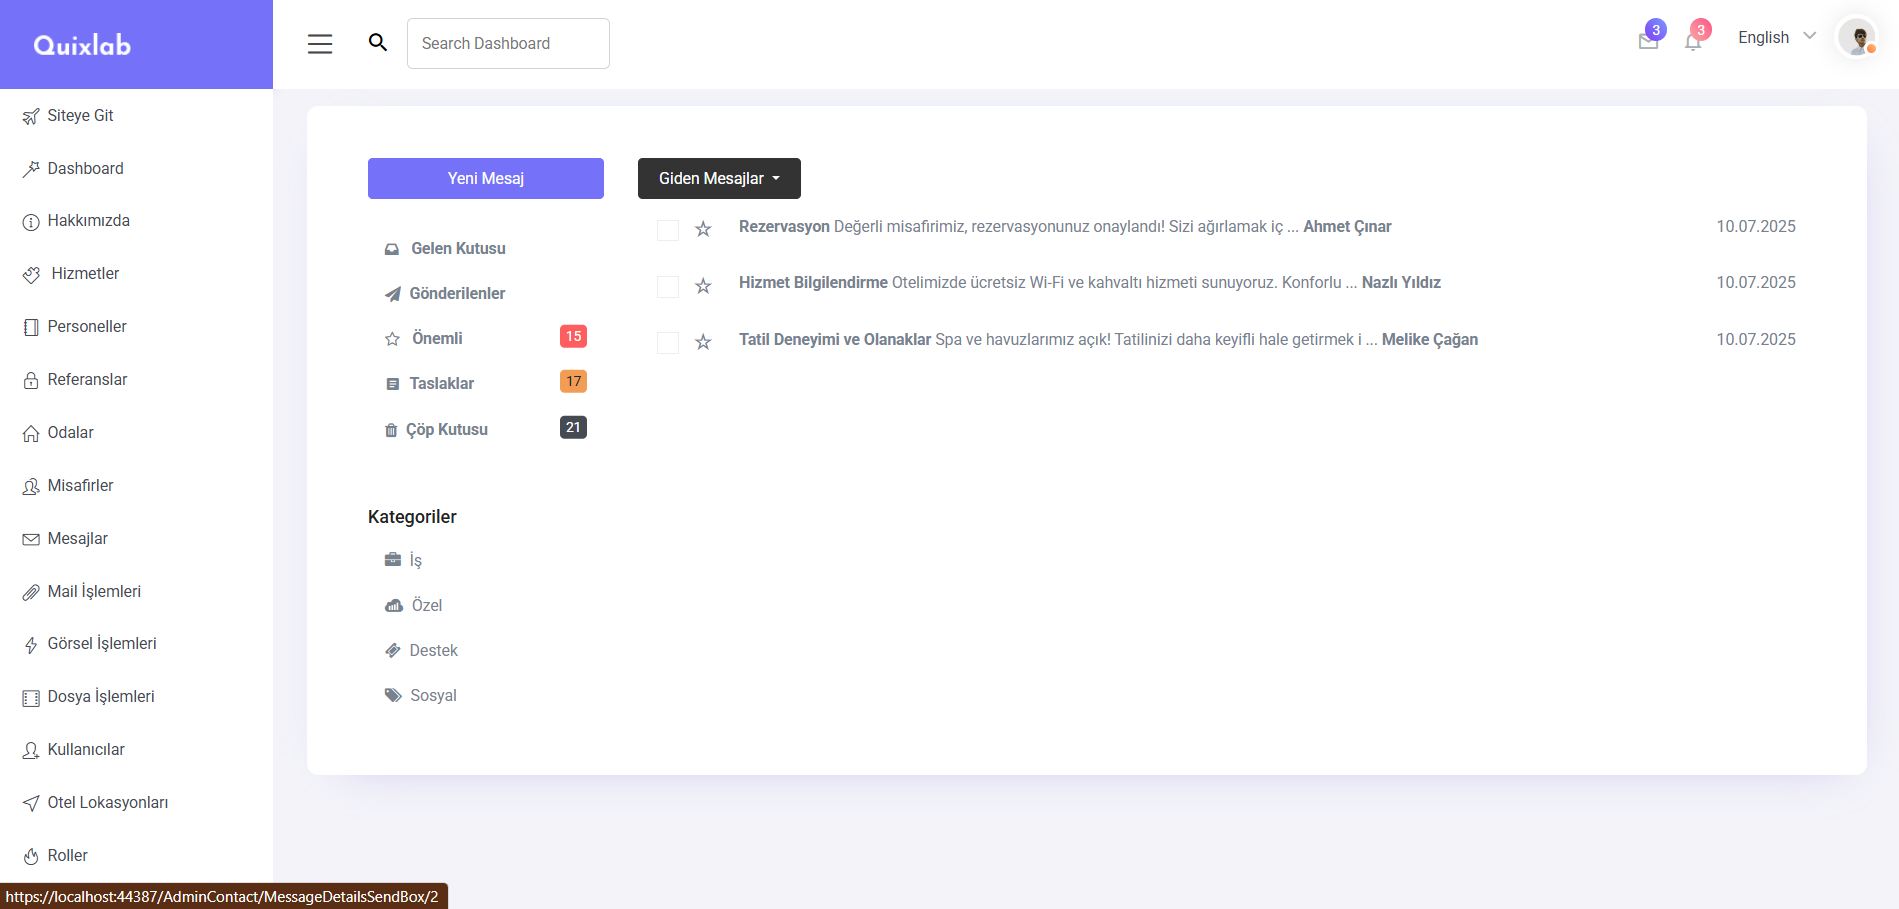 Quixlab
Search Dashboard
3
3
English
Siteye Git
Dashboard
Hakkımızda
Hizmetler
Personeller
Referanslar
Odalar
Misafirler
Mesajlar
Mail İşlemleri
Görsel İşlemleri
Dosya İşlemleri
Kullanıcılar
Otel Lokasyonları
Roller
Yeni Mesaj
Gelen Kutusu
Gönderilenler
Önemli 15
Taslaklar 17
Çöp Kutusu 21
Kategoriler
İş
Özel
Destek
Sosyal
Giden Mesajlar
Rezervasyon Değerli misafirimiz, rezervasyonunuz onaylandı! Sizi ağırlamak iç ... Ahmet Çınar 10.07.2025
Hizmet Bilgilendirme Otelimizde ücretsiz Wi-Fi ve kahvaltı hizmeti sunuyoruz. Konforlu ... Nazlı Yıldız 10.07.2025
Tatil Deneyimi ve Olanaklar Spa ve havuzlarımız açık! Tatilinizi daha keyifli hale getirmek i ... Melike Çağan 10.07.2025
https://localhost:44387/AdminContact/MessageDetailsSendBox/2